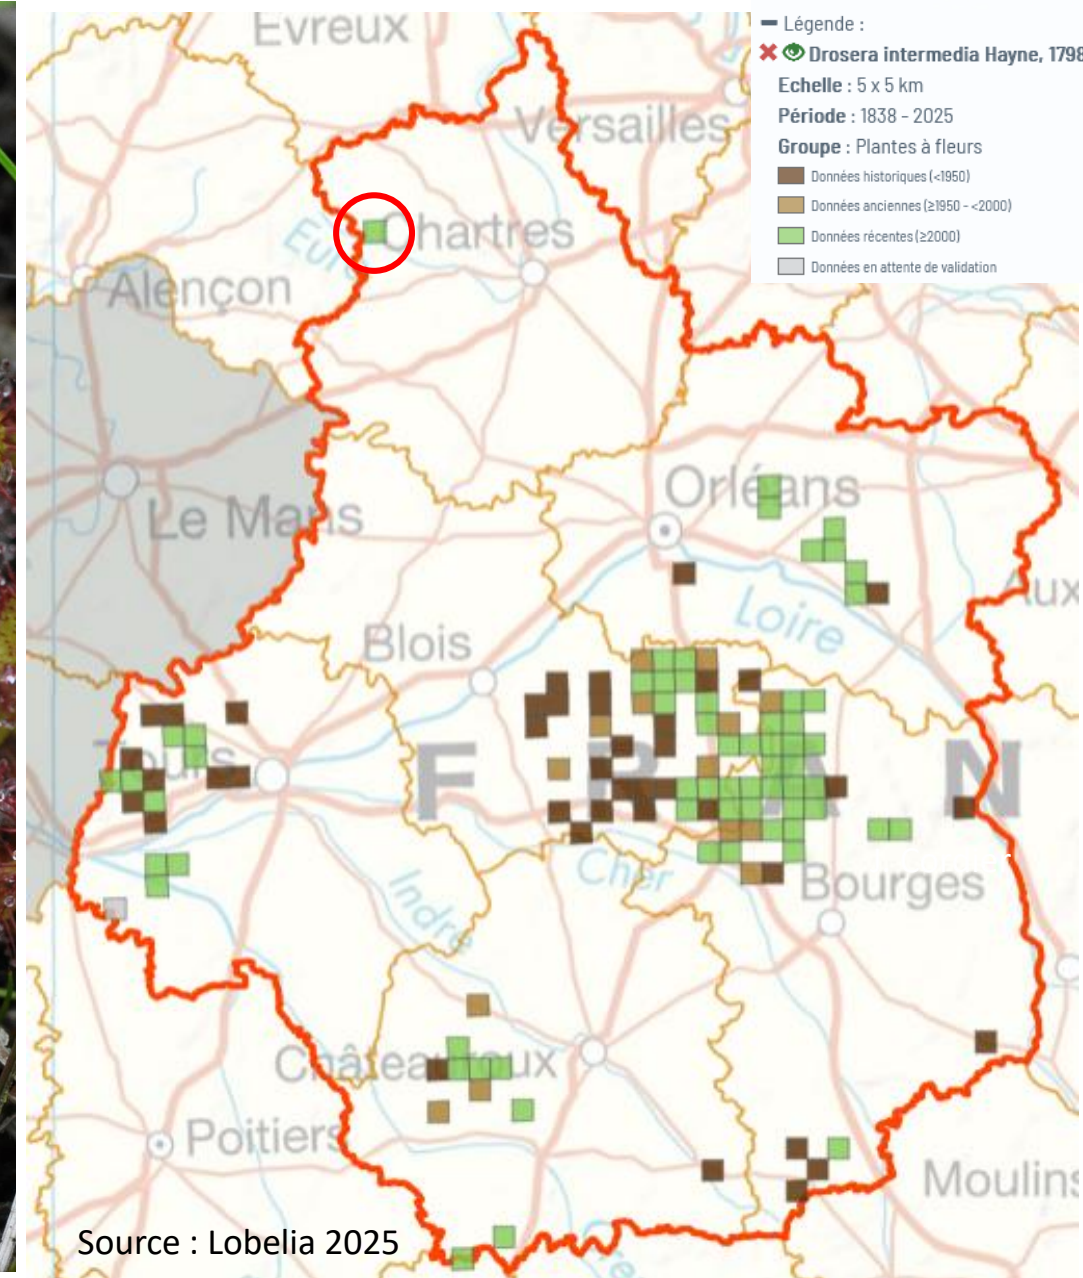 Évreux
Légende :
Drosera intermedia Hayne, 1798
Echelle : 5 x 5 km
Période : 1838 - 2025
Groupe : Plantes à fleurs
Données historiques (<1950)
Données anciennes (≥1950 - <2000)
Données récentes (≥2000)
Données en attente de validation
Versailles
Chartres
Eure
Alençon
Orléans
Le Mans
Loire
Blois
Tours
F R A N
Cher
Bourges
Indre
Châteauroux
Poitiers
Moulins
Source : Lobelia 2025